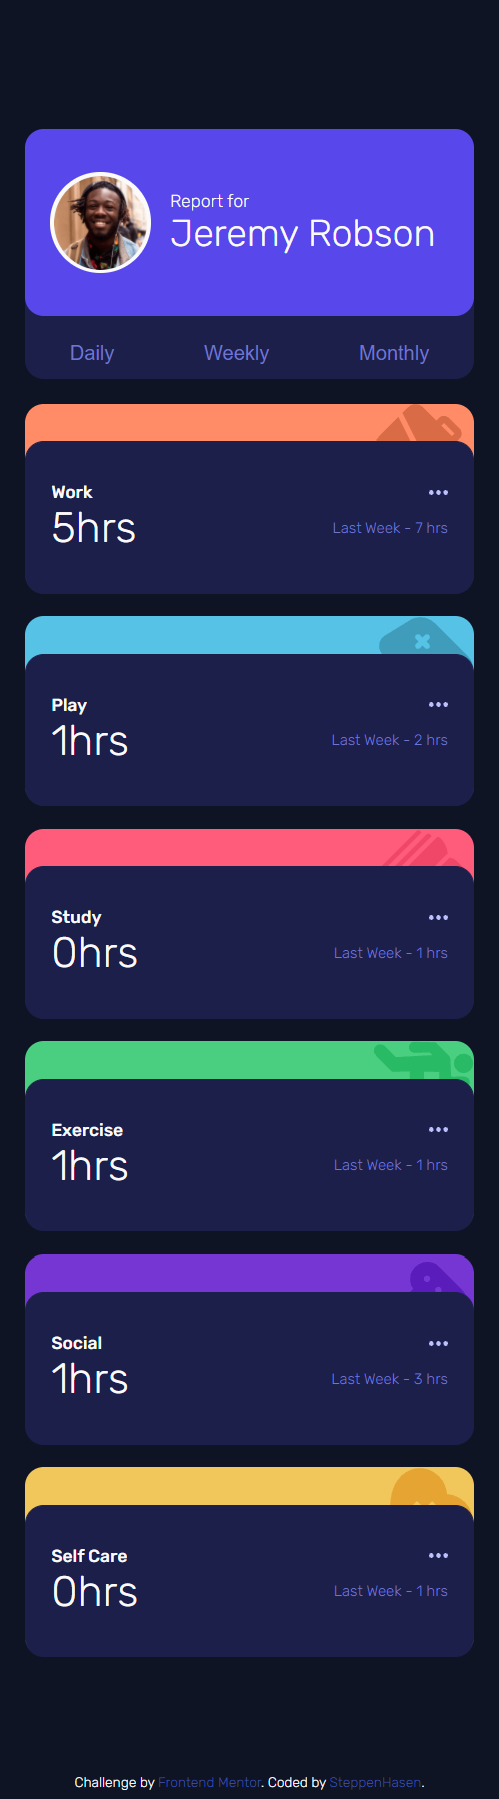 Report for
Jeremy Robson
Daily Weekly Monthly
Work
5hrs Last Week - 7 hrs
Play
1hrs Last Week - 2 hrs
Study
0hrs Last Week - 1 hrs
Exercise
1hrs Last Week - 1 hrs
Social
1hrs Last Week - 3 hrs
Self Care
0hrs Last Week - 1 hrs
Challenge by Frontend Mentor. Coded by SteppenHasen.